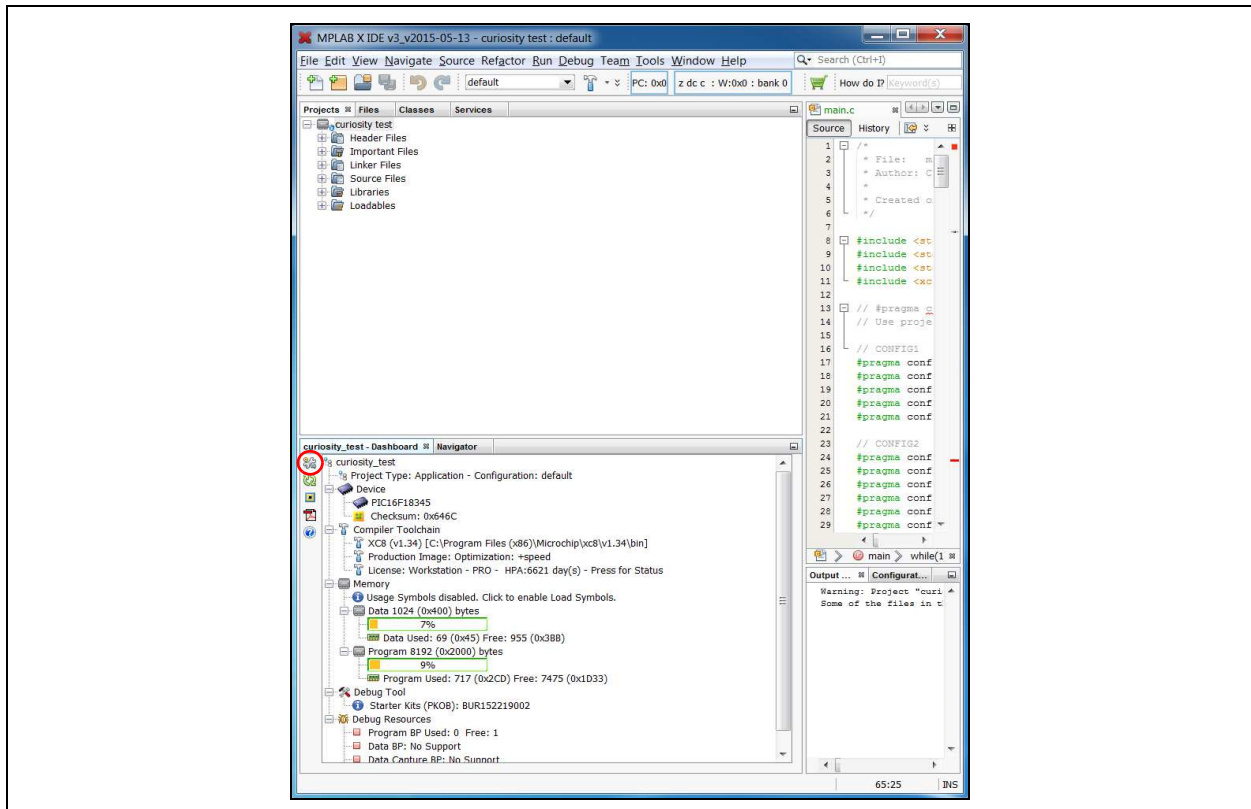 MPLAB X IDE v3_v2015-05-13 - curiosity test : default
File Edit View Navigate Source Refactor Run Debug Team Tools Window Help
Search (Ctrl+I)
default
PC: 0x0
z dc c : W:0x0 : bank 0
How do I?
Keyword(s)
Projects Files Classes Services
curiosity test
Header Files
Important Files
Linker Files
Source Files
Libraries
Loadables
main.c
Source History
1 /*
2 * File: m
3 * Author: C
4 *
5 * Created o
6 */
7
8 #include <st
9 #include <st
10 #include <st
11 #include <xc
12
13 // #pragma c
14 // Use proje
15
16 // CONFIG1
17 #pragma conf
18 #pragma conf
19 #pragma conf
20 #pragma conf
21 #pragma conf
22
23 // CONFIG2
24 #pragma conf
25 #pragma conf
26 #pragma conf
27 #pragma conf
28 #pragma conf
29 #pragma conf
main while(1
curiosity_test - Dashboard Navigator
curiosity_test
Project Type: Application - Configuration: default
Device
PIC16F18345
Checksum: 0x646C
Compiler Toolchain
XC8 (v1.34) [C:\Program Files (x86)\Microchip\xc8\v1.34\bin]
Production Image: Optimization: +speed
License: Workstation - PRO - HPA:6621 day(s) - Press for Status
Memory
Usage Symbols disabled. Click to enable Load Symbols.
Data 1024 (0x400) bytes
7%
Data Used: 69 (0x45) Free: 955 (0x3BB)
Program 8192 (0x2000) bytes
9%
Program Used: 717 (0x2CD) Free: 7475 (0x1D33)
Debug Tool
Starter Kits (PKOB): BUR152219002
Debug Resources
Program BP Used: 0 Free: 1
Data BP: No Support
Data Capture BP: No Support
Output ... Configurat...
Warning: Project "curi
Some of the files in t
65:25 INS